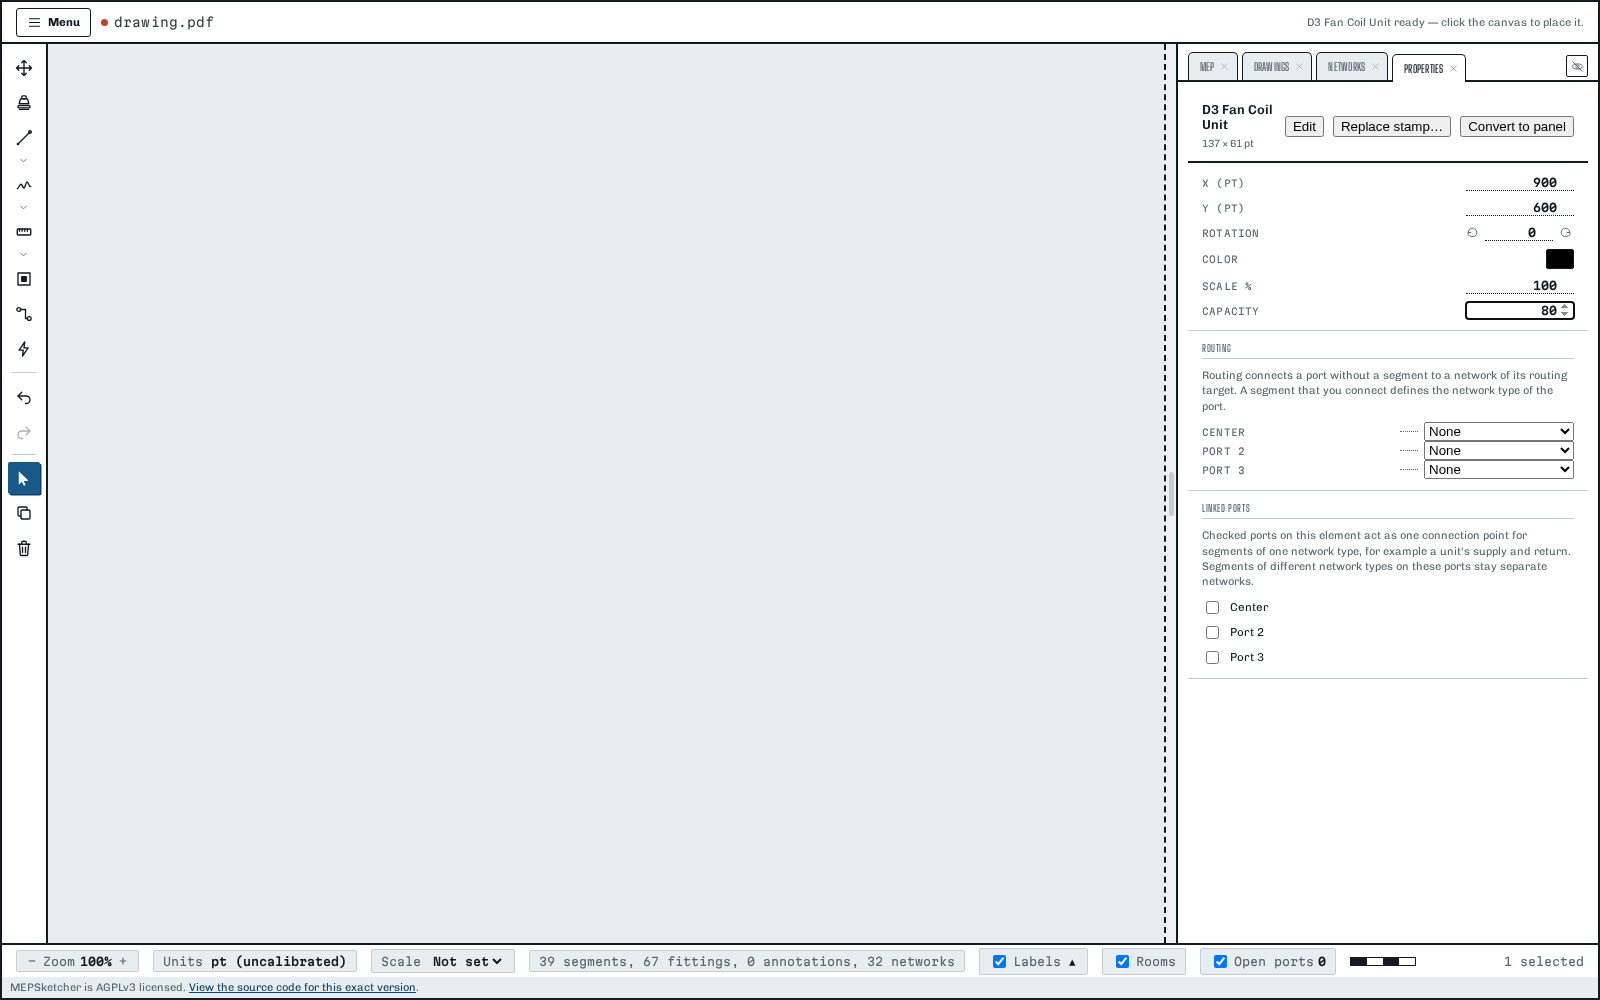 Menu
drawing.pdf
D3 Fan Coil Unit ready — click the canvas to place it.
MEP
DRAWINGS
NETWORKS
PROPERTIES
D3 Fan Coil
Unit
137 × 61 pt
Edit
Replace stamp…
Convert to panel
X (PT) 900
Y (PT) 600
ROTATION 0
COLOR
SCALE % 100
CAPACITY 80
ROUTING
Routing connects a port without a segment to a network of its routing
target. A segment that you connect defines the network type of the
port.
CENTER None
PORT 2 None
PORT 3 None
LINKED PORTS
Checked ports on this element act as one connection point for
segments of one network type, for example a unit's supply and return.
Segments of different network types on these ports stay separate
networks.
Center
Port 2
Port 3
− Zoom 100% +
Units pt (uncalibrated)
Scale Not set
39 segments, 67 fittings, 0 annotations, 32 networks
Labels ▲
Rooms
Open ports 0
1 selected
MEPSketcher is AGPLv3 licensed. View the source code for this exact version.